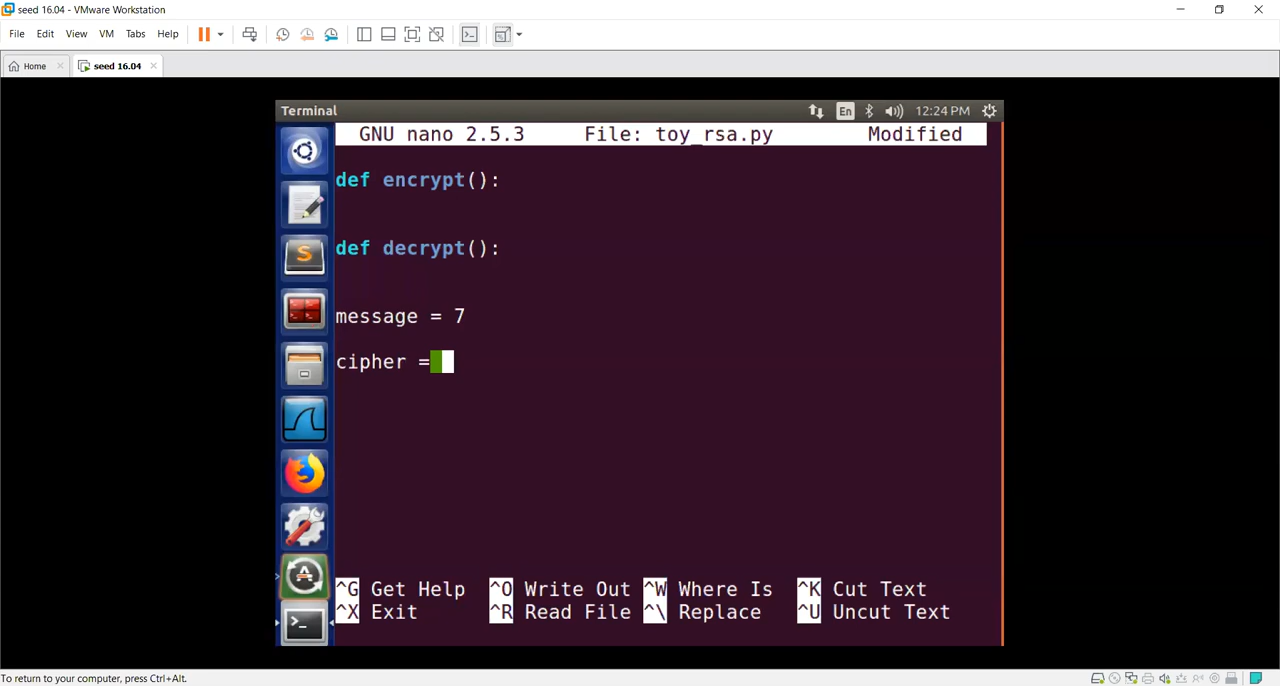 seed 16.04 - VMware Workstation
File Edit View VM Tabs Help
Home seed 16.04
Terminal En 12:24 PM
GNU nano 2.5.3 File: toy_rsa.py Modified
def encrypt():
def decrypt():
message = 7
cipher =
^G Get Help ^O Write Out ^W Where Is ^K Cut Text
^X Exit ^R Read File ^\ Replace ^U Uncut Text
To return to your computer, press Ctrl+Alt.